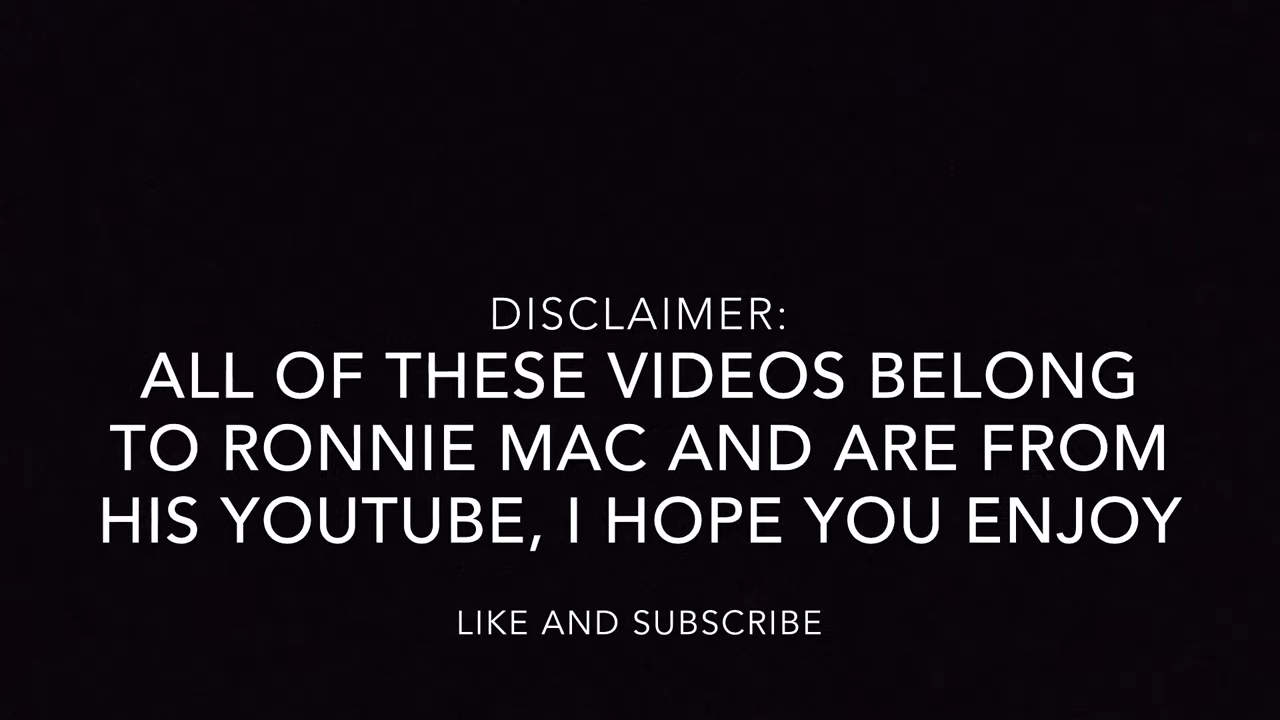 DISCLAIMER:
ALL OF THESE VIDEOS BELONG
TO RONNIE MAC AND ARE FROM
HIS YOUTUBE, I HOPE YOU ENJOY
LIKE AND SUBSCRIBE